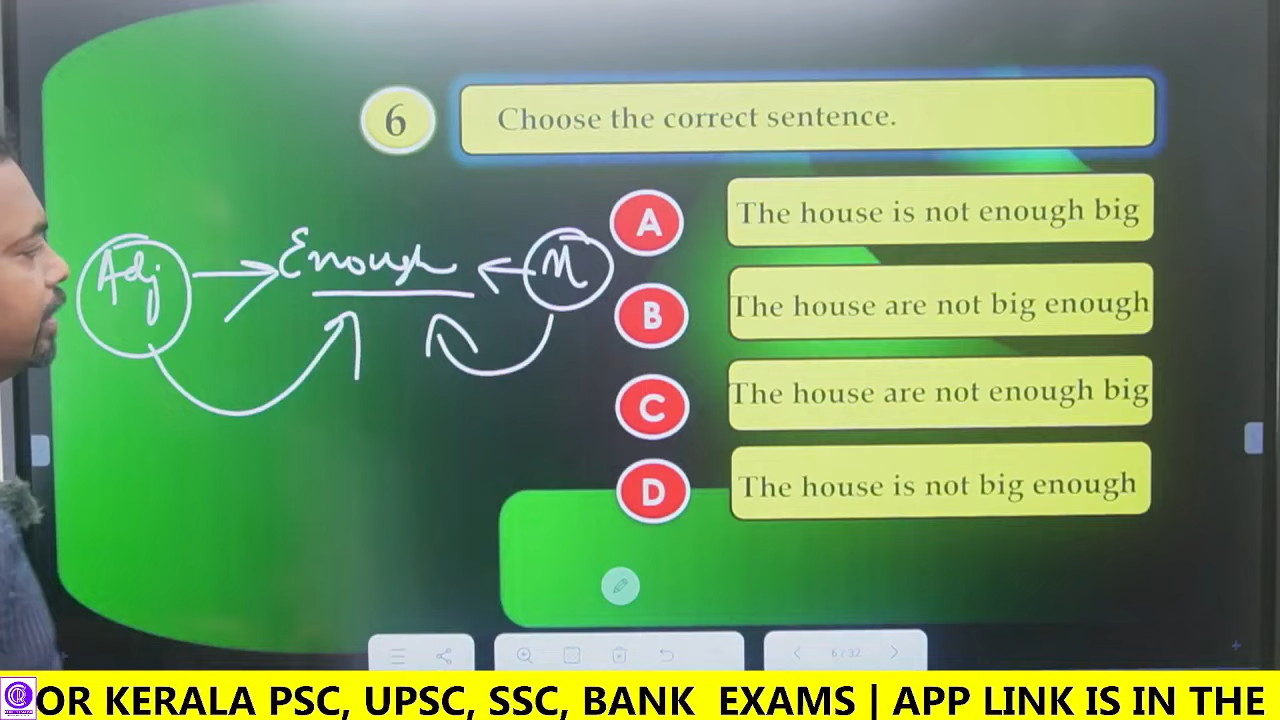 6
Choose the correct sentence.
A
The house is not enough big
B
The house are not big enough
C
The house are not enough big
D
The house is not big enough
Adj
Enough
n
6 / 32
OR KERALA PSC, UPSC, SSC, BANK EXAMS | APP LINK IS IN THE